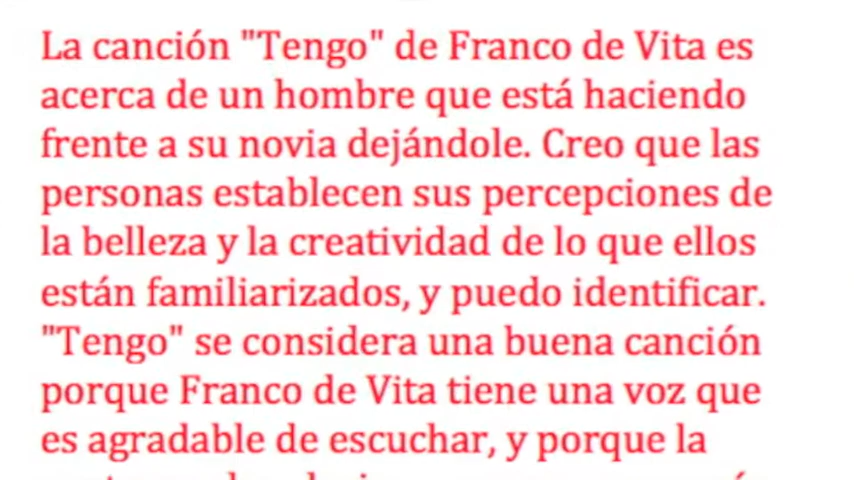 La canción "Tengo" de Franco de Vita es
acerca de un hombre que está haciendo
frente a su novia dejándole. Creo que las
personas establecen sus percepciones de
la belleza y la creatividad de lo que ellos
están familiarizados, y puedo identificar.
"Tengo" se considera una buena canción
porque Franco de Vita tiene una voz que
es agradable de escuchar, y porque la